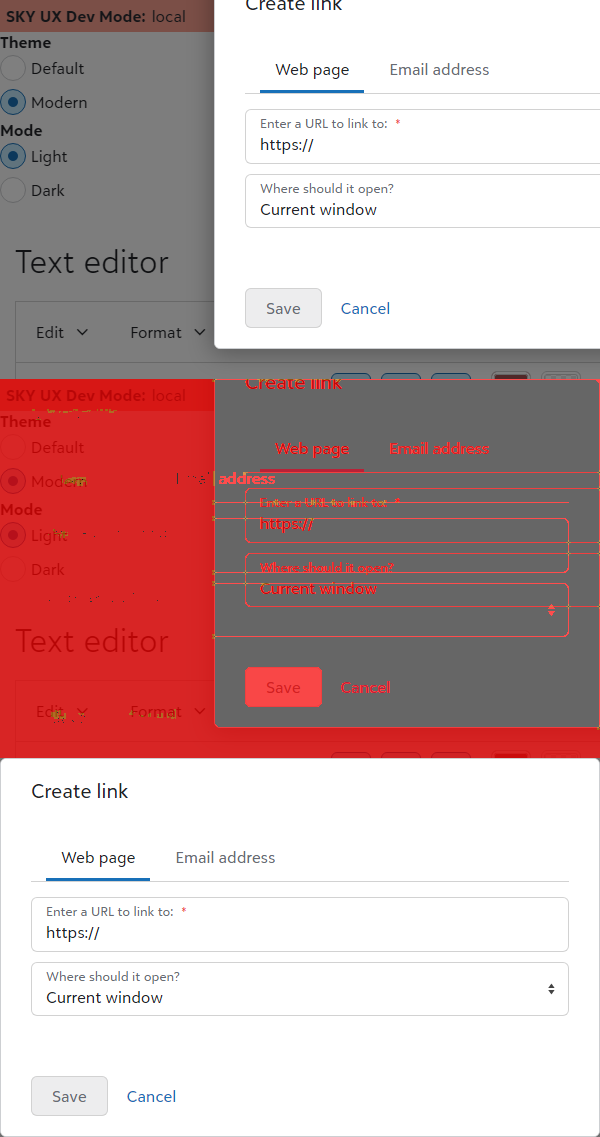 SKY UX Dev Mode: local
Create link
Theme
Default
Web page
Email address
Modern
Mode
Enter a URL to link to: *
https://
Light
Dark
Where should it open?
Current window
Text editor
Save
Cancel
Edit
Format
SKY UX Dev Mode: local
Create link
Theme
Default
Web page
Email address
Modern
Email address
Mode
https://
Light
Dark
Where should it open?
Current window
Text editor
Save
Cancel
Edit
Format
Create link
Web page
Email address
Enter a URL to link to: *
https://
Where should it open?
Current window
Save
Cancel